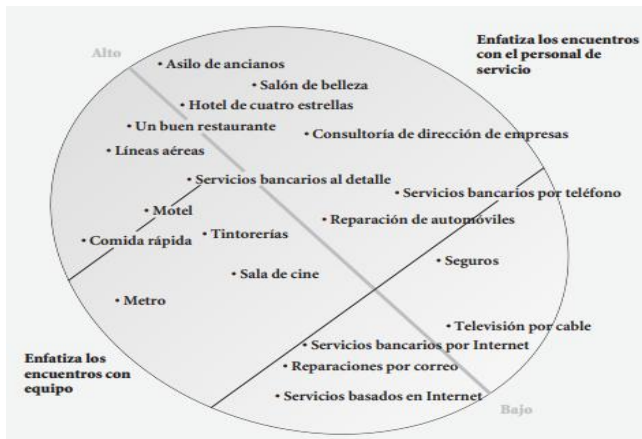 Enfatiza los encuentros
con el personal de
servicio
Alto
• Asilo de ancianos
• Salón de belleza
• Hotel de cuatro estrellas
• Un buen restaurante
• Consultoría de dirección de empresas
• Líneas aéreas
• Servicios bancarios al detalle
• Servicios bancarios por teléfono
• Motel
• Reparación de automóviles
• Comida rápida
• Tintorerías
• Seguros
• Sala de cine
• Metro
• Televisión por cable
• Servicios bancarios por Internet
Enfatiza los
encuentros con
equipo
• Reparaciones por correo
• Servicios basados en Internet
Bajo